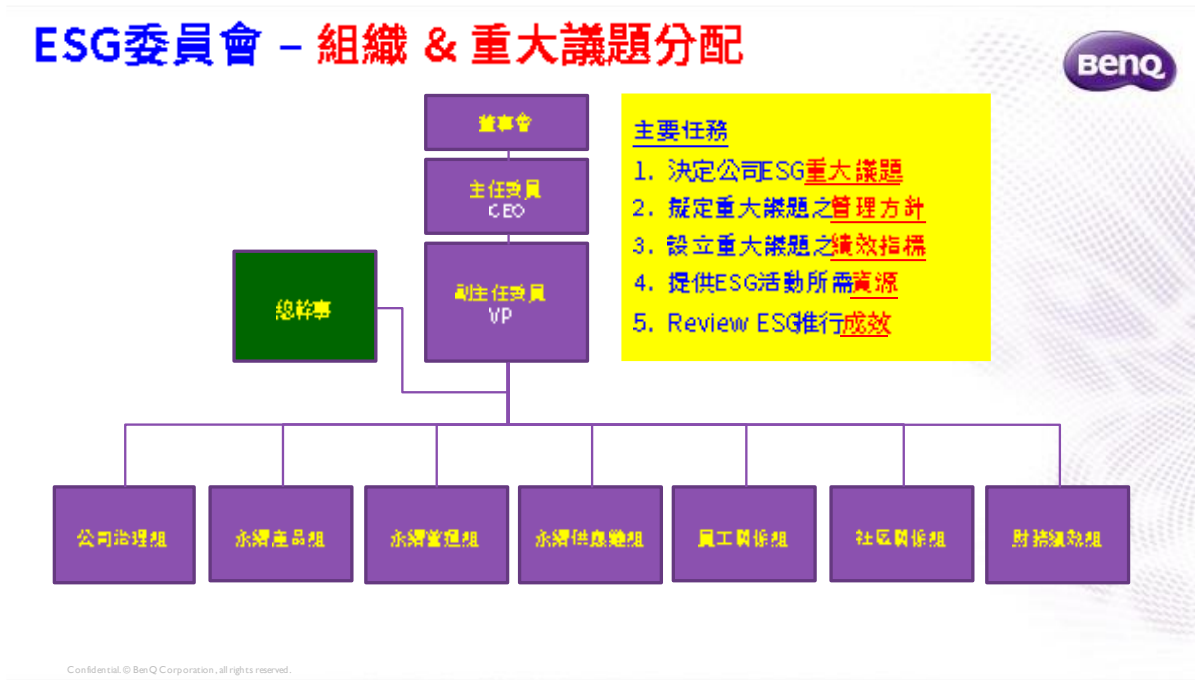 ESG委員會 – 組織 & 重大議題分配
BenQ
董事會
主任委員
CEO
副主任委員
VP
總幹事
主要任務
1. 決定公司ESG重大議題
2. 擬定重大議題之管理方針
3. 設立重大議題之績效指標
4. 提供ESG活動所需資源
5. Review ESG推行成效
公司治理組
永續產品組
永續營運組
永續供應鏈組
員工關係組
社區關係組
財務績效組
Confidential. © BenQ Corporation, all rights reserved.